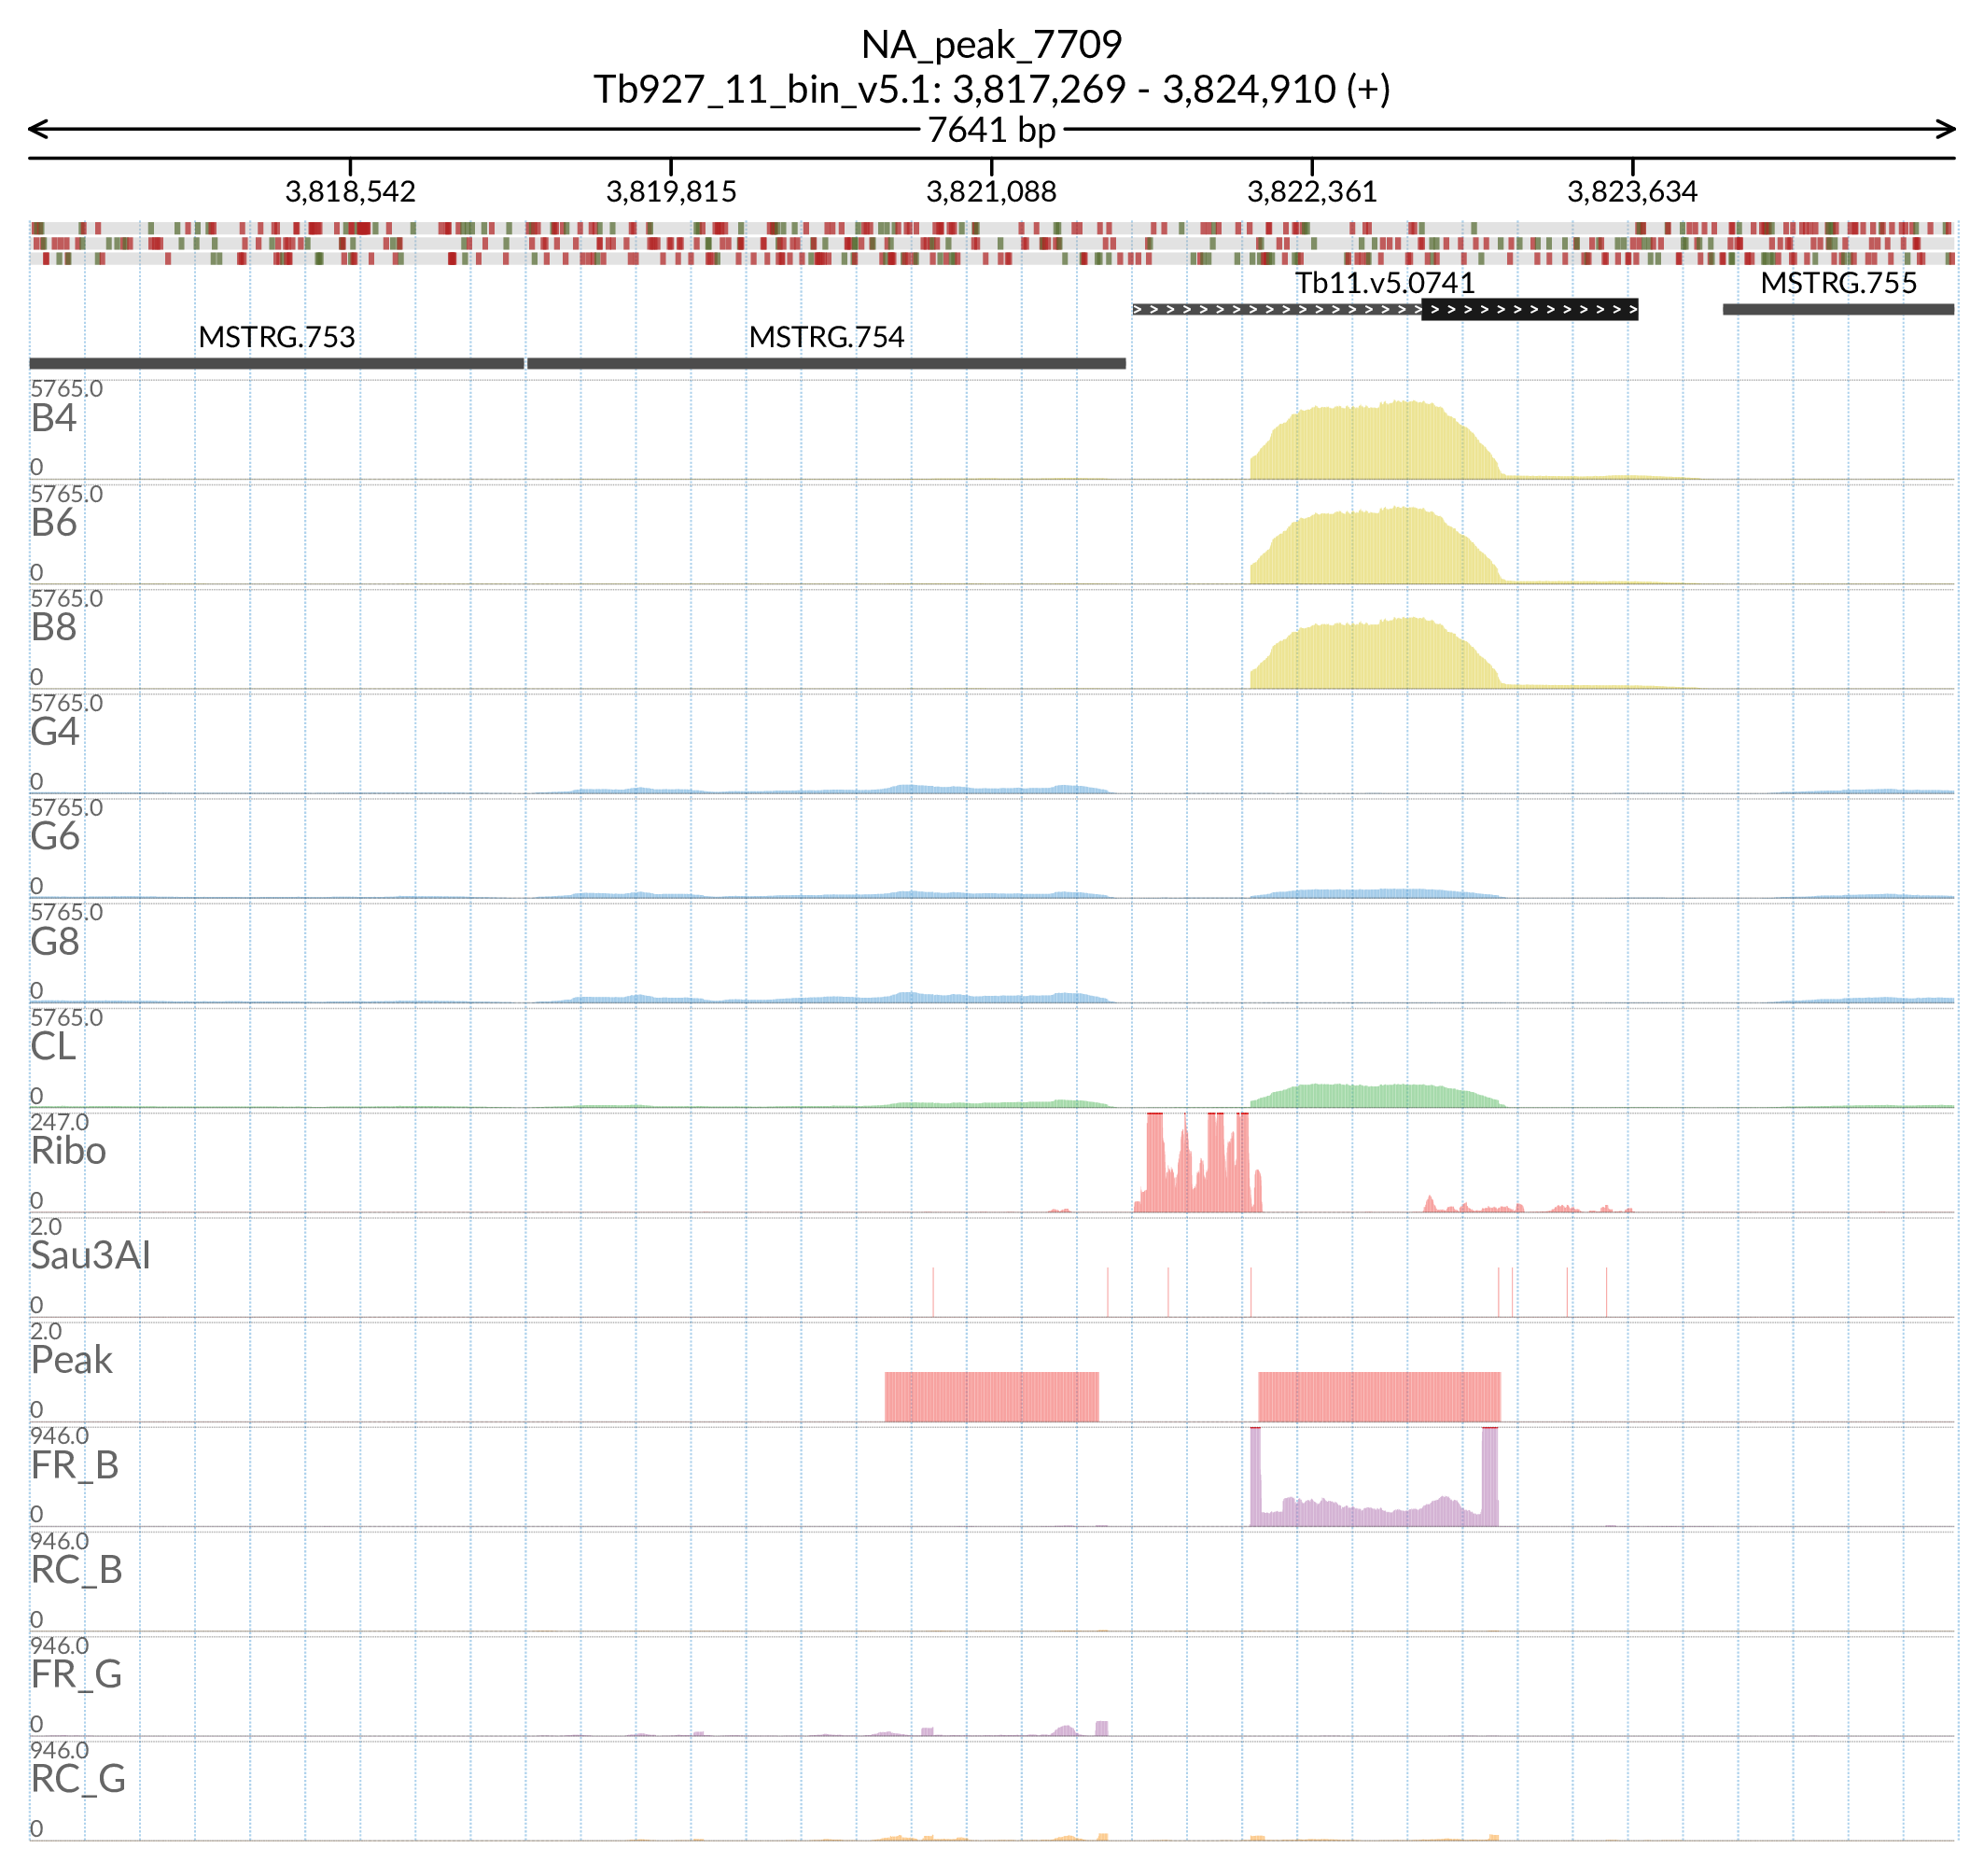 NA_peak_7709
Tb927_11_bin_v5.1: 3,817,269 - 3,824,910 (+)
7641 bp
3,818,542 3,819,815 3,821,088 3,822,361 3,823,634
Tb11.v5.0741 MSTRG.755
MSTRG.753 MSTRG.754
5765.0
B4
0
5765.0
B6
0
5765.0
B8
0
5765.0
G4
0
5765.0
G6
0
5765.0
G8
0
5765.0
CL
0
247.0
Ribo
0
2.0
Sau3AI
0
2.0
Peak
0
946.0
FR_B
0
946.0
RC_B
0
946.0
FR_G
0
946.0
RC_G
0